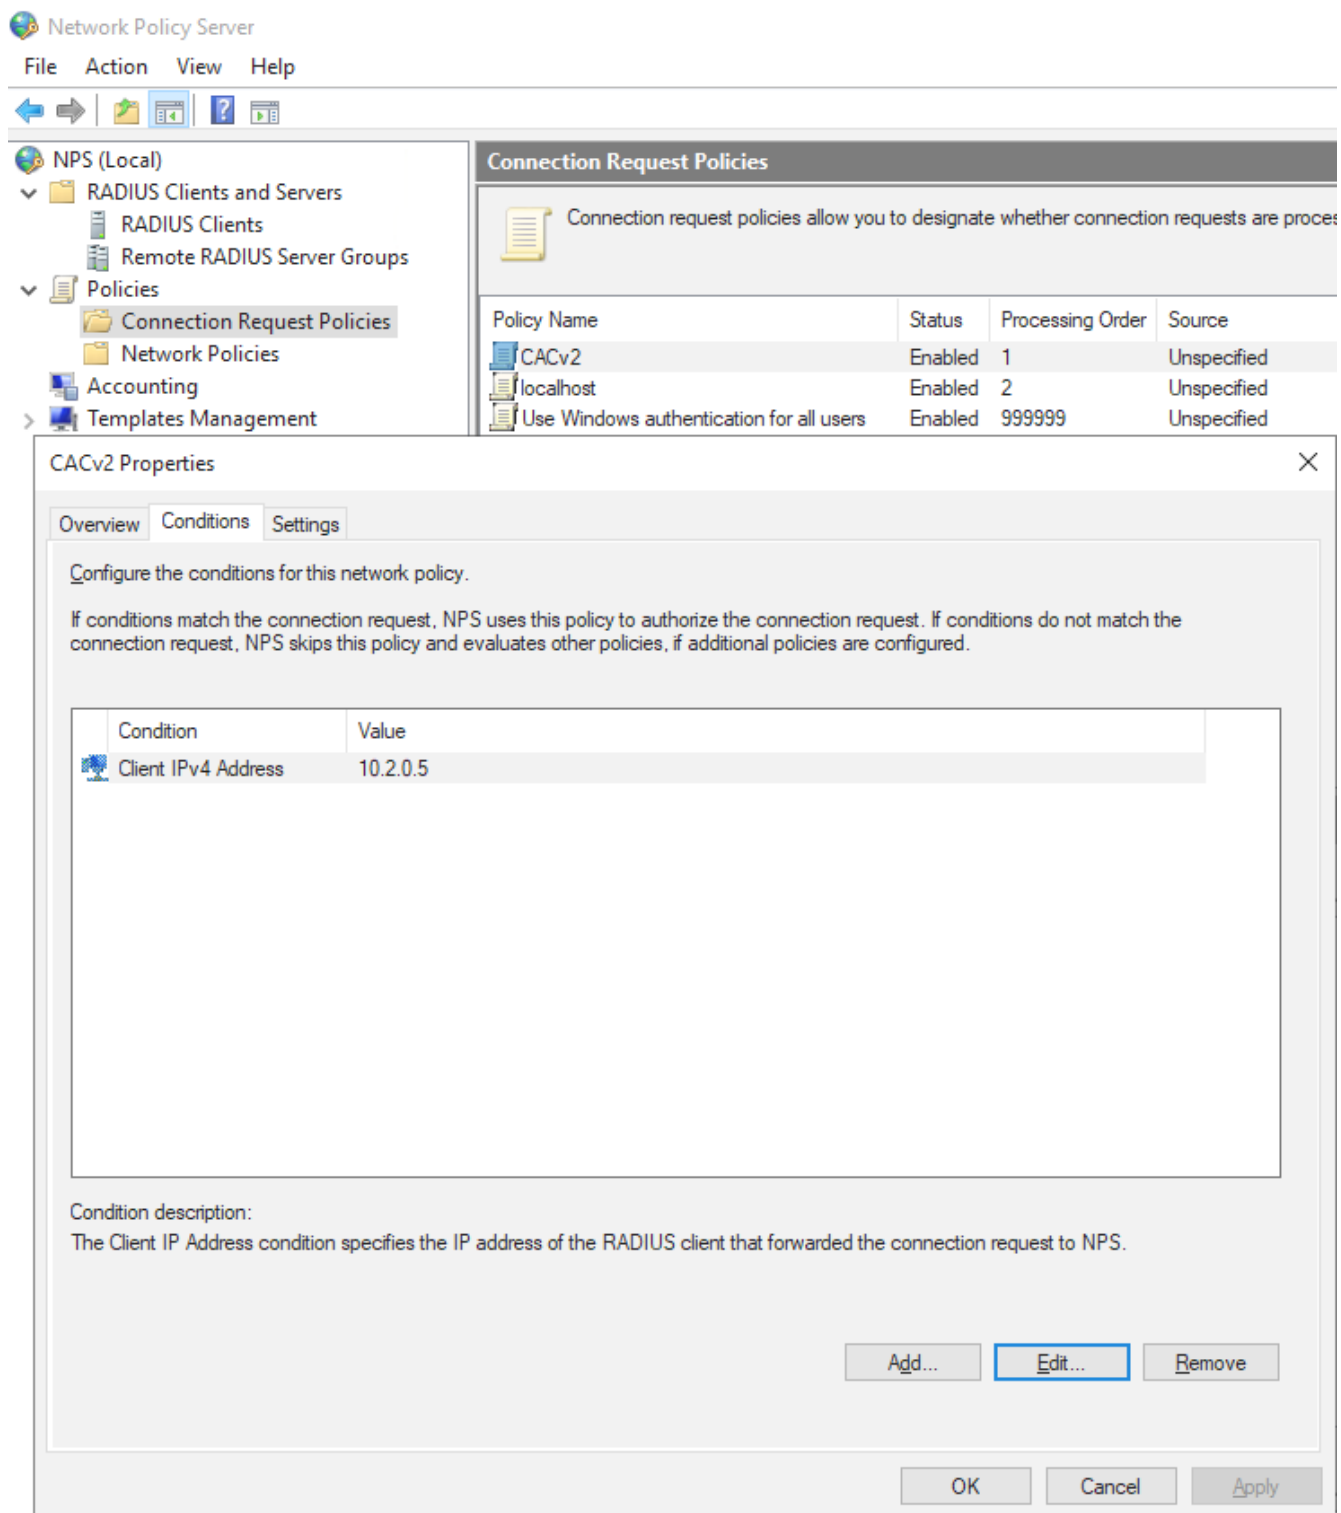 Network Policy Server
File Action View Help
NPS (Local)
RADIUS Clients and Servers
RADIUS Clients
Remote RADIUS Server Groups
Policies
Connection Request Policies
Network Policies
Accounting
Templates Management
Connection Request Policies
Connection request policies allow you to designate whether connection requests are proces
Policy Name Status Processing Order Source
CACv2 Enabled 1 Unspecified
localhost Enabled 2 Unspecified
Use Windows authentication for all users Enabled 999999 Unspecified
CACv2 Properties
Overview Conditions Settings
Configure the conditions for this network policy.
If conditions match the connection request, NPS uses this policy to authorize the connection request. If conditions do not match the
connection request, NPS skips this policy and evaluates other policies, if additional policies are configured.
Condition Value
Client IPv4 Address 10.2.0.5
Condition description:
The Client IP Address condition specifies the IP address of the RADIUS client that forwarded the connection request to NPS.
Add... Edit... Remove
OK Cancel Apply